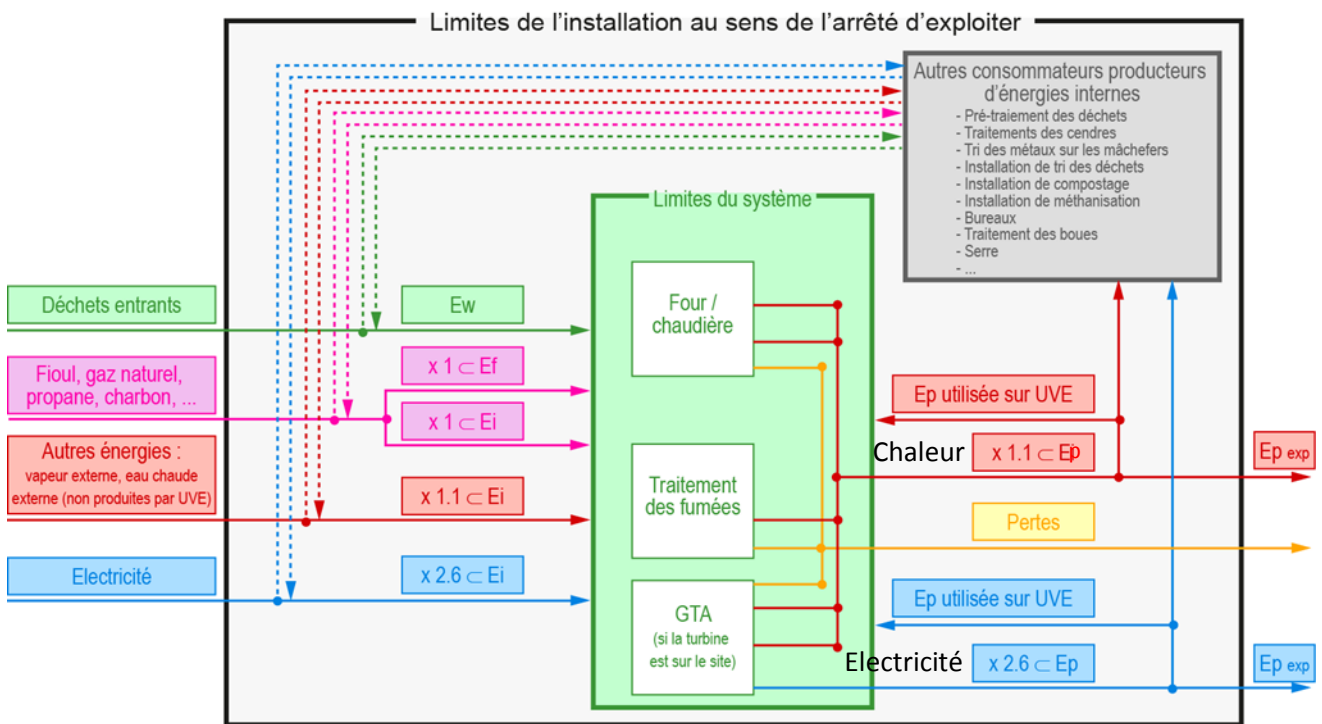 Limites de l’installation au sens de l’arrêté d’exploiter
Autres consommateurs producteurs
d’énergies internes
- Pré-traiement des déchets
- Traitements des cendres
- Tri des métaux sur les mâchefers
- Installation de tri des déchets
- Installation de compostage
- Installation de méthanisation
- Bureaux
- Traitement des boues
- Serre
- ...
Limites du système
Déchets entrants
Ew
Four /
chaudière
Fioul, gaz naturel,
propane, charbon, ...
x 1 ⊂ Ef
x 1 ⊂ Ei
Ep utilisée sur UVE
Autres énergies :
vapeur externe, eau chaude
externe (non produites par UVE)
x 1.1 ⊂ Ei
Traitement
des fumées
Chaleur
x 1.1 ⊂ Ep
Ep exp
Pertes
Electricité
x 2.6 ⊂ Ei
GTA
(si la turbine
est sur le site)
Ep utilisée sur UVE
Electricité
x 2.6 ⊂ Ep
Ep exp